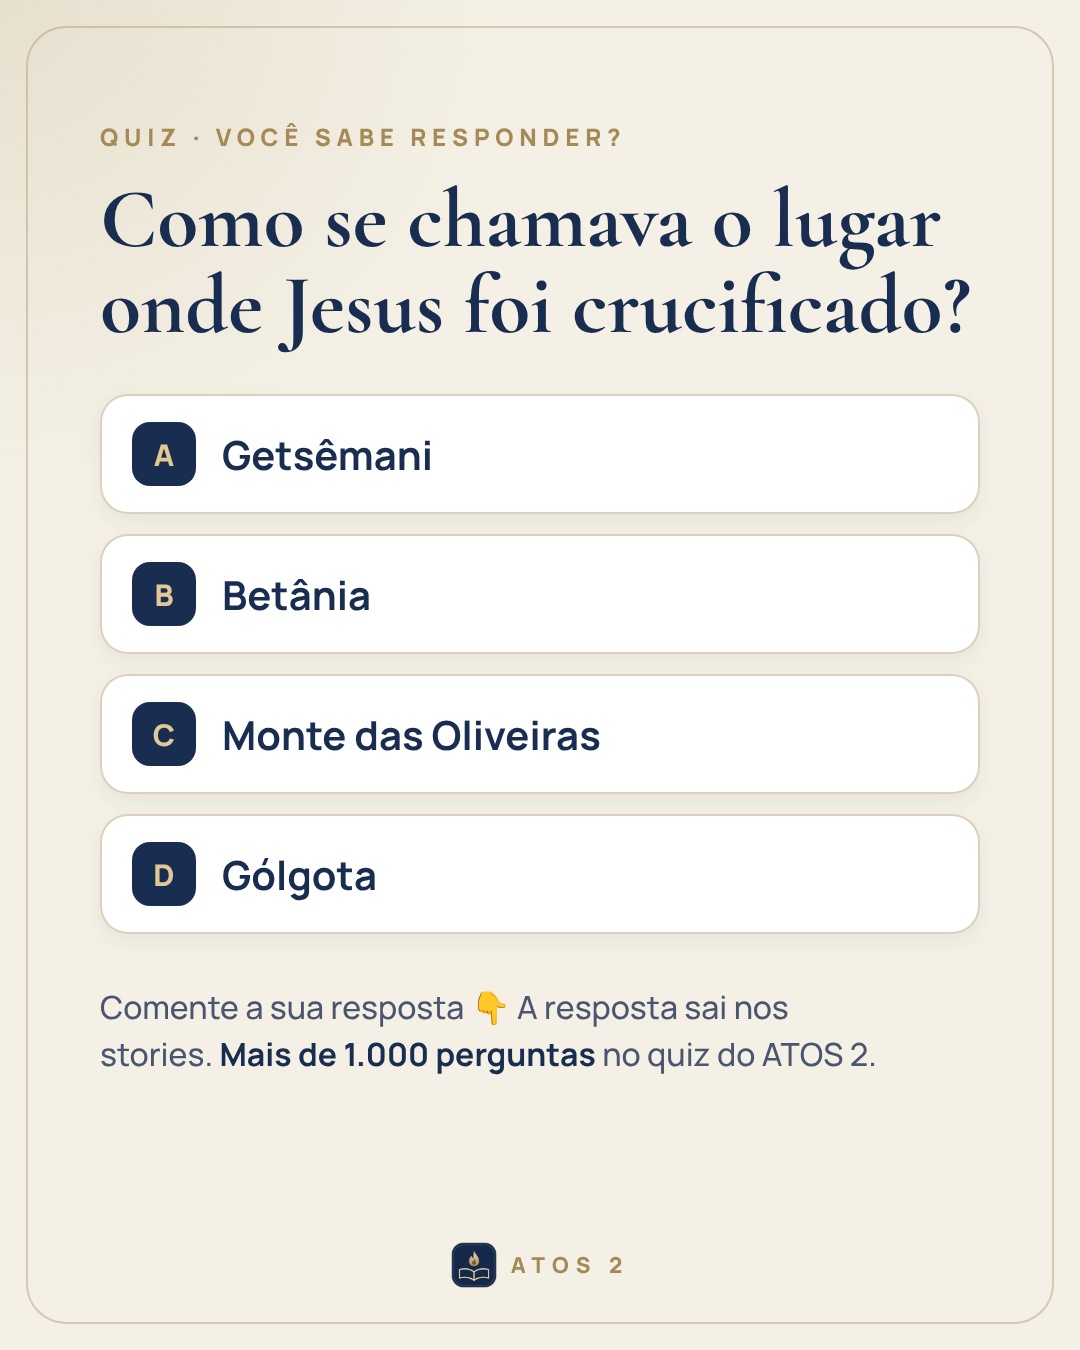 QUIZ · VOCÊ SABE RESPONDER?
Como se chamava o lugar
onde Jesus foi crucificado?
A Getsêmani
B Betânia
C Monte das Oliveiras
D Gólgota
Comente a sua resposta 👇 A resposta sai nos
stories. Mais de 1.000 perguntas no quiz do ATOS 2.
ATOS 2